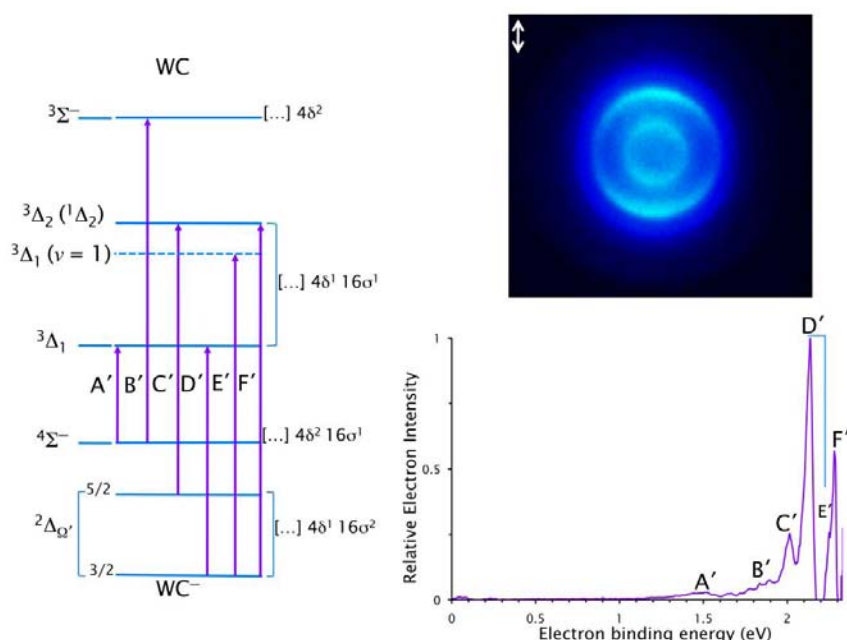 WC
³Σ⁻
[...] 4δ²
³Δ₂ (¹Δ₂)
³Δ₁ (v = 1)
[...] 4δ¹ 16σ¹
³Δ₁
A′ B′ C′ D′ E′ F′
⁴Σ⁻
[...] 4δ² 16σ¹
5/2
²Δ_Ω′
[...] 4δ¹ 16σ²
3/2
WC⁻
D′
1
F′
Relative Electron Intensity
0.5
E′
C′
B′
A′
0
0 0.5 1 1.5 2
Electron binding energy (eV)